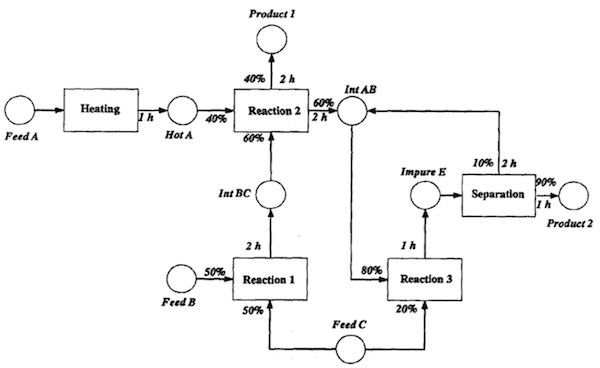 Product 1
40% 2 h
Int AB
Heating
Reaction 2
60%
2 h
1 h
Feed A
Hot A
40%
60%
10% 2 h
Impure E
Separation
90%
1 h
Product 2
Int BC
2 h
1 h
50%
Reaction 1
80%
Reaction 3
Feed B
50%
20%
Feed C